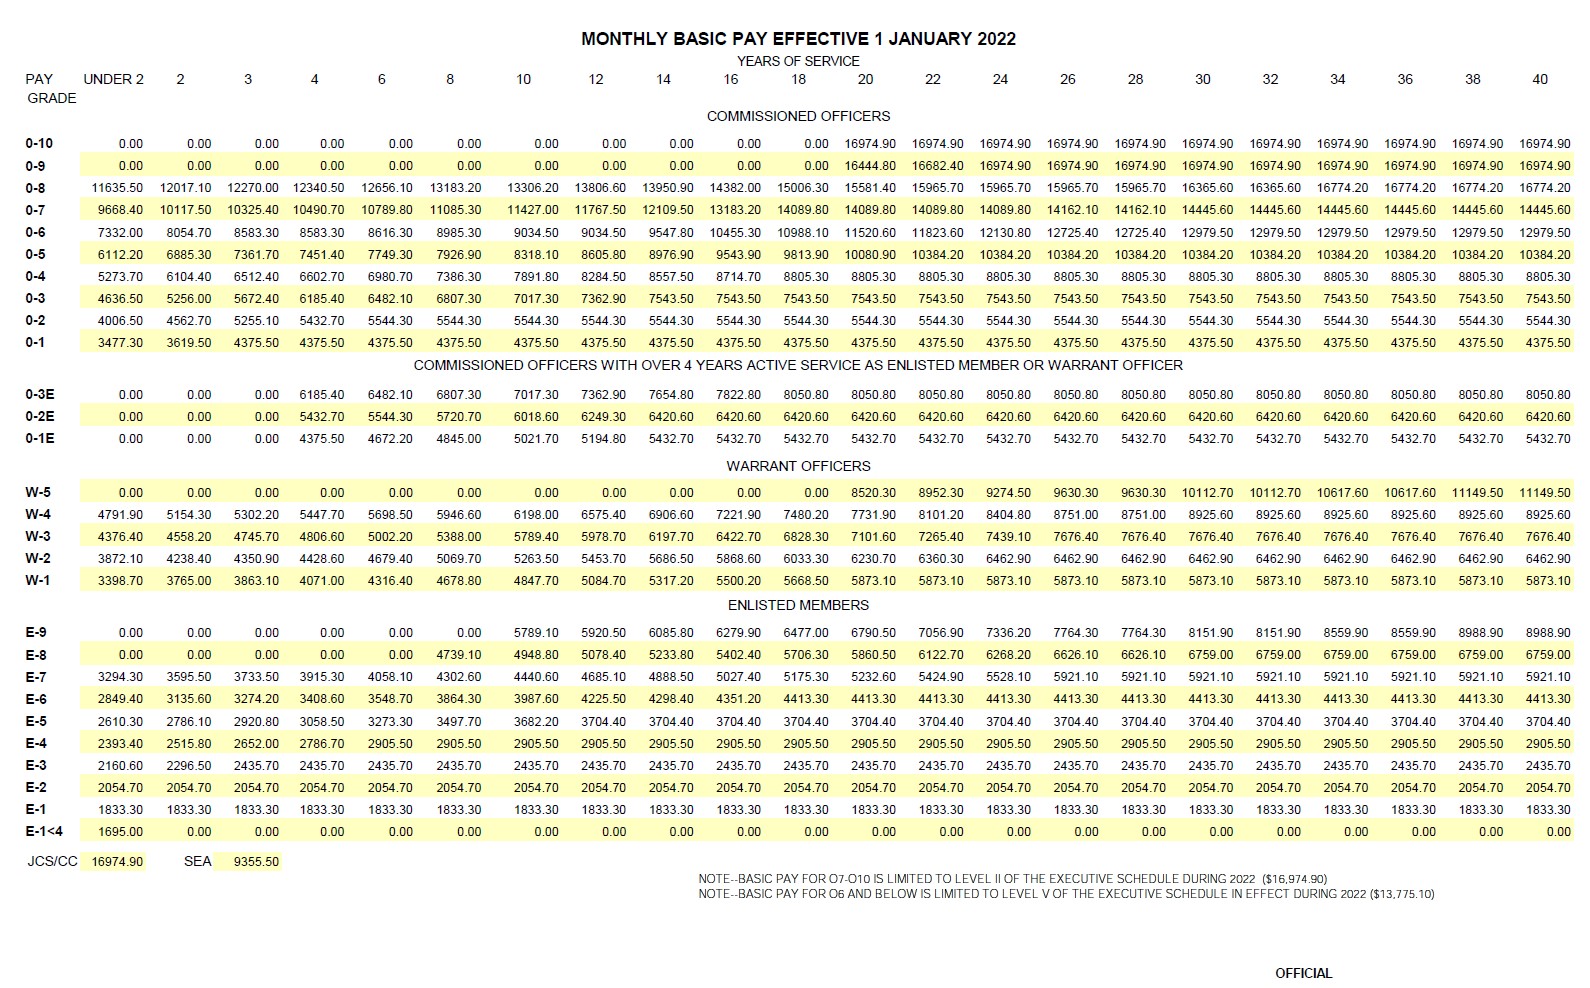 MONTHLY BASIC PAY EFFECTIVE 1 JANUARY 2022
YEARS OF SERVICE
PAY UNDER 2 2 3 4 6 8 10 12 14 16 18 20 22 24 26 28 30 32 34 36 38 40
GRADE
COMMISSIONED OFFICERS
0-10 0.00 0.00 0.00 0.00 0.00 0.00 0.00 0.00 0.00 0.00 0.00 16974.90 16974.90 16974.90 16974.90 16974.90 16974.90 16974.90 16974.90 16974.90 16974.90 16974.90
0-9 0.00 0.00 0.00 0.00 0.00 0.00 0.00 0.00 0.00 0.00 0.00 16444.80 16682.40 16974.90 16974.90 16974.90 16974.90 16974.90 16974.90 16974.90 16974.90 16974.90
0-8 11635.50 12017.10 12270.00 12340.50 12656.10 13183.20 13306.20 13806.60 13950.90 14382.00 15006.30 15581.40 15965.70 15965.70 15965.70 15965.70 16365.60 16365.60 16774.20 16774.20 16774.20 16774.20
0-7 9668.40 10117.50 10325.40 10490.70 10789.80 11085.30 11427.00 11767.50 12109.50 13183.20 14089.80 14089.80 14089.80 14089.80 14162.10 14162.10 14445.60 14445.60 14445.60 14445.60 14445.60 14445.60
0-6 7332.00 8054.70 8583.30 8583.30 8616.30 8985.30 9034.50 9034.50 9547.80 10455.30 10988.10 11520.60 11823.60 12130.80 12725.40 12725.40 12979.50 12979.50 12979.50 12979.50 12979.50 12979.50
0-5 6112.20 6885.30 7361.70 7451.40 7749.30 7926.90 8318.10 8605.80 8976.90 9543.90 9813.90 10080.90 10384.20 10384.20 10384.20 10384.20 10384.20 10384.20 10384.20 10384.20 10384.20 10384.20
0-4 5273.70 6104.40 6512.40 6602.70 6980.70 7386.30 7891.80 8284.50 8557.50 8714.70 8805.30 8805.30 8805.30 8805.30 8805.30 8805.30 8805.30 8805.30 8805.30 8805.30 8805.30 8805.30
0-3 4636.50 5256.00 5672.40 6185.40 6482.10 6807.30 7017.30 7362.90 7543.50 7543.50 7543.50 7543.50 7543.50 7543.50 7543.50 7543.50 7543.50 7543.50 7543.50 7543.50 7543.50 7543.50
0-2 4006.50 4562.70 5255.10 5432.70 5544.30 5544.30 5544.30 5544.30 5544.30 5544.30 5544.30 5544.30 5544.30 5544.30 5544.30 5544.30 5544.30 5544.30 5544.30 5544.30 5544.30 5544.30
0-1 3477.30 3619.50 4375.50 4375.50 4375.50 4375.50 4375.50 4375.50 4375.50 4375.50 4375.50 4375.50 4375.50 4375.50 4375.50 4375.50 4375.50 4375.50 4375.50 4375.50 4375.50 4375.50
COMMISSIONED OFFICERS WITH OVER 4 YEARS ACTIVE SERVICE AS ENLISTED MEMBER OR WARRANT OFFICER
0-3E 0.00 0.00 0.00 6185.40 6482.10 6807.30 7017.30 7362.90 7654.80 7822.80 8050.80 8050.80 8050.80 8050.80 8050.80 8050.80 8050.80 8050.80 8050.80 8050.80 8050.80 8050.80
0-2E 0.00 0.00 0.00 5432.70 5544.30 5720.70 6018.60 6249.30 6420.60 6420.60 6420.60 6420.60 6420.60 6420.60 6420.60 6420.60 6420.60 6420.60 6420.60 6420.60 6420.60 6420.60
0-1E 0.00 0.00 0.00 4375.50 4672.20 4845.00 5021.70 5194.80 5432.70 5432.70 5432.70 5432.70 5432.70 5432.70 5432.70 5432.70 5432.70 5432.70 5432.70 5432.70 5432.70 5432.70
WARRANT OFFICERS
W-5 0.00 0.00 0.00 0.00 0.00 0.00 0.00 0.00 0.00 0.00 0.00 8520.30 8952.30 9274.50 9630.30 9630.30 10112.70 10112.70 10617.60 10617.60 11149.50 11149.50
W-4 4791.90 5154.30 5302.20 5447.70 5698.50 5946.60 6198.00 6575.40 6906.60 7221.90 7480.20 7731.90 8101.20 8404.80 8751.00 8751.00 8925.60 8925.60 8925.60 8925.60 8925.60 8925.60
W-3 4376.40 4558.20 4745.70 4806.60 5002.20 5388.00 5789.40 5978.70 6197.70 6422.70 6828.30 7101.60 7265.40 7439.10 7676.40 7676.40 7676.40 7676.40 7676.40 7676.40 7676.40 7676.40
W-2 3872.10 4238.40 4350.90 4428.60 4679.40 5069.70 5263.50 5453.70 5686.50 5868.60 6033.30 6230.70 6360.30 6462.90 6462.90 6462.90 6462.90 6462.90 6462.90 6462.90 6462.90 6462.90
W-1 3398.70 3765.00 3863.10 4071.00 4316.40 4678.80 4847.70 5084.70 5317.20 5500.20 5668.50 5873.10 5873.10 5873.10 5873.10 5873.10 5873.10 5873.10 5873.10 5873.10 5873.10 5873.10
ENLISTED MEMBERS
E-9 0.00 0.00 0.00 0.00 0.00 0.00 5789.10 5920.50 6085.80 6279.90 6477.00 6790.50 7056.90 7336.20 7764.30 7764.30 8151.90 8151.90 8559.90 8559.90 8988.90 8988.90
E-8 0.00 0.00 0.00 0.00 0.00 4739.10 4948.80 5078.40 5233.80 5402.40 5706.30 5860.50 6122.70 6268.20 6626.10 6626.10 6759.00 6759.00 6759.00 6759.00 6759.00 6759.00
E-7 3294.30 3595.50 3733.50 3915.30 4058.10 4302.60 4440.60 4685.10 4888.50 5027.40 5175.30 5232.60 5424.90 5528.10 5921.10 5921.10 5921.10 5921.10 5921.10 5921.10 5921.10 5921.10
E-6 2849.40 3135.60 3274.20 3408.60 3548.70 3864.30 3987.60 4225.50 4298.40 4351.20 4413.30 4413.30 4413.30 4413.30 4413.30 4413.30 4413.30 4413.30 4413.30 4413.30 4413.30 4413.30
E-5 2610.30 2786.10 2920.80 3058.50 3273.30 3497.70 3682.20 3704.40 3704.40 3704.40 3704.40 3704.40 3704.40 3704.40 3704.40 3704.40 3704.40 3704.40 3704.40 3704.40 3704.40 3704.40
E-4 2393.40 2515.80 2652.00 2786.70 2905.50 2905.50 2905.50 2905.50 2905.50 2905.50 2905.50 2905.50 2905.50 2905.50 2905.50 2905.50 2905.50 2905.50 2905.50 2905.50 2905.50 2905.50
E-3 2160.60 2296.50 2435.70 2435.70 2435.70 2435.70 2435.70 2435.70 2435.70 2435.70 2435.70 2435.70 2435.70 2435.70 2435.70 2435.70 2435.70 2435.70 2435.70 2435.70 2435.70 2435.70
E-2 2054.70 2054.70 2054.70 2054.70 2054.70 2054.70 2054.70 2054.70 2054.70 2054.70 2054.70 2054.70 2054.70 2054.70 2054.70 2054.70 2054.70 2054.70 2054.70 2054.70 2054.70 2054.70
E-1 1833.30 1833.30 1833.30 1833.30 1833.30 1833.30 1833.30 1833.30 1833.30 1833.30 1833.30 1833.30 1833.30 1833.30 1833.30 1833.30 1833.30 1833.30 1833.30 1833.30 1833.30 1833.30
E-1<4 1695.00 0.00 0.00 0.00 0.00 0.00 0.00 0.00 0.00 0.00 0.00 0.00 0.00 0.00 0.00 0.00 0.00 0.00 0.00 0.00 0.00 0.00
JCS/CC 16974.90 SEA 9355.50
NOTE--BASIC PAY FOR O7-O10 IS LIMITED TO LEVEL II OF THE EXECUTIVE SCHEDULE DURING 2022 ($16,974.90)
NOTE--BASIC PAY FOR O6 AND BELOW IS LIMITED TO LEVEL V OF THE EXECUTIVE SCHEDULE IN EFFECT DURING 2022 ($13,775.10)
OFFICIAL